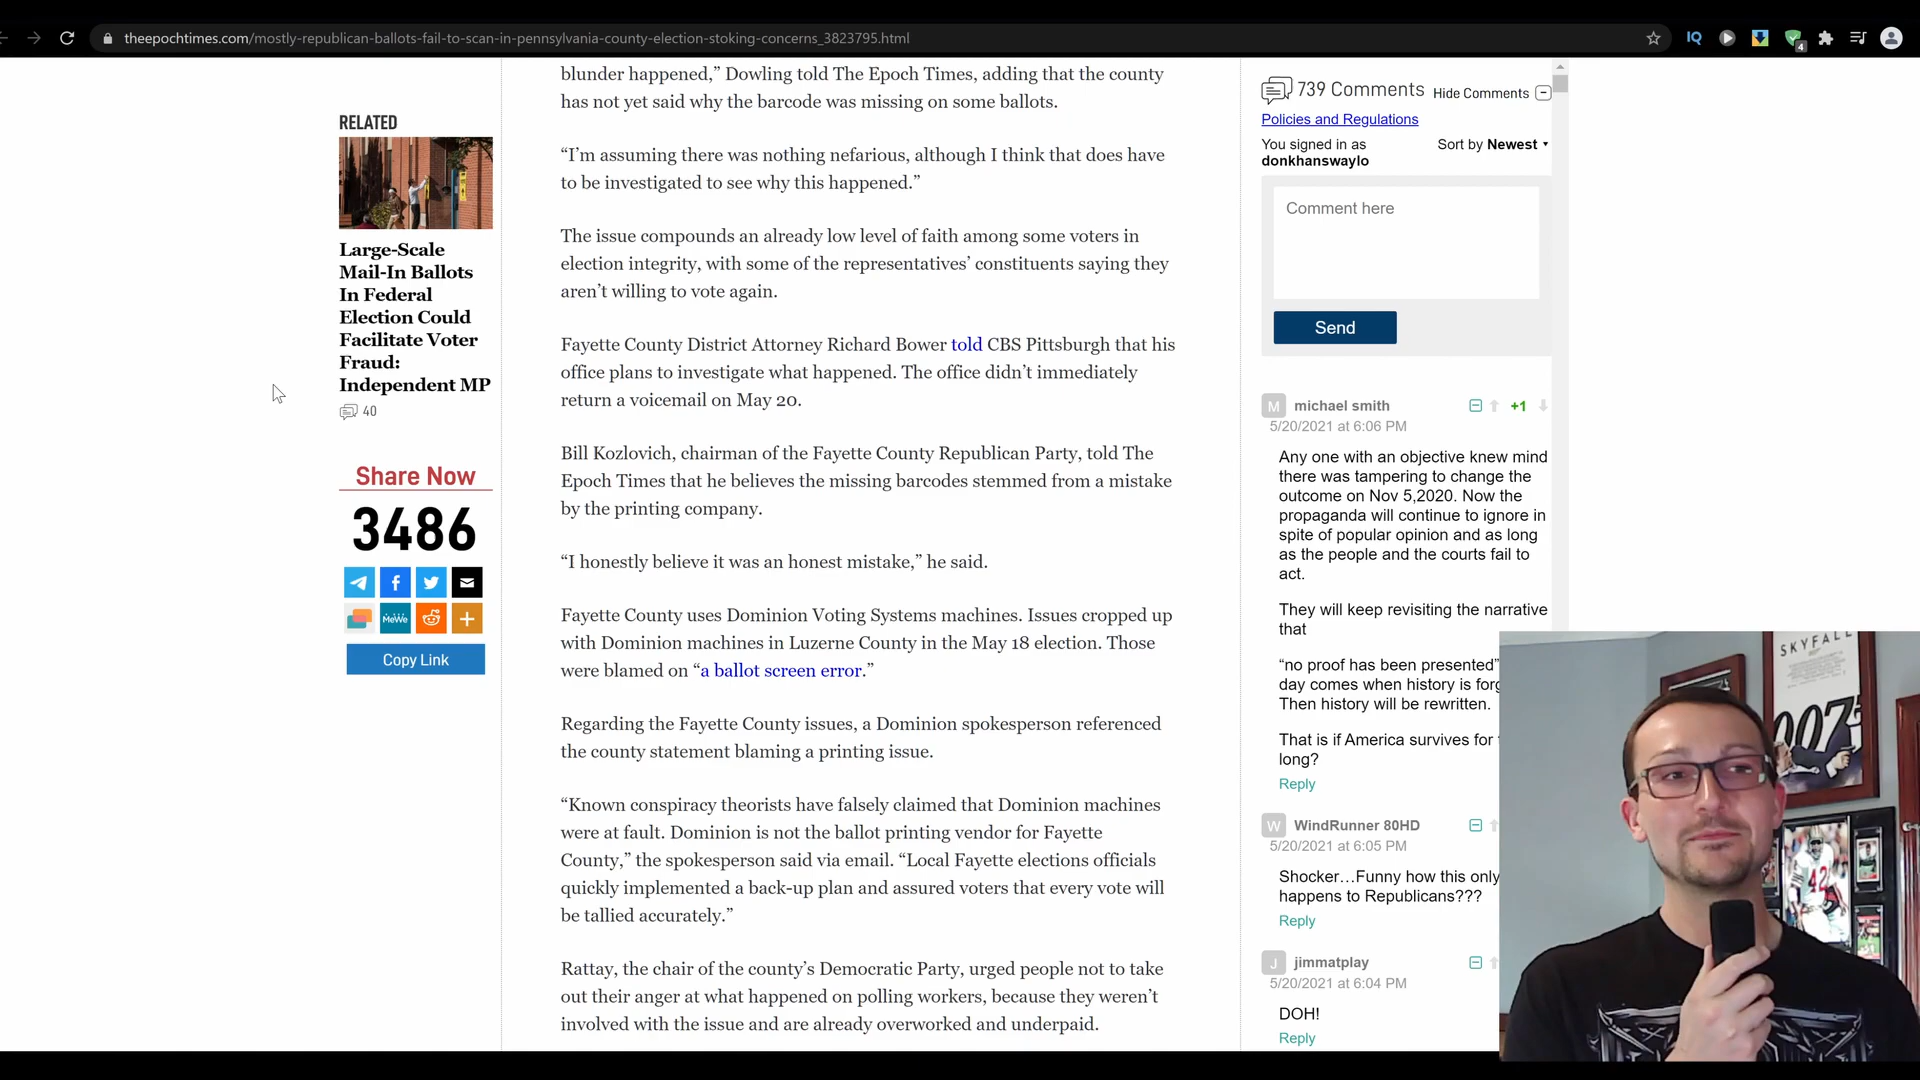 theepochtimes.com/mostly-republican-ballots-fail-to-scan-in-pennsylvania-county-election-stoking-concerns_3823795.html
IQ
4
RELATED
Large-Scale
Mail-In Ballots
In Federal
Election Could
Facilitate Voter
Fraud:
Independent MP
40
Share Now
3486
MeWe
Copy Link
blunder happened,” Dowling told The Epoch Times, adding that the county
has not yet said why the barcode was missing on some ballots.
“I’m assuming there was nothing nefarious, although I think that does have
to be investigated to see why this happened.”
The issue compounds an already low level of faith among some voters in
election integrity, with some of the representatives’ constituents saying they
aren’t willing to vote again.
Fayette County District Attorney Richard Bower told CBS Pittsburgh that his
office plans to investigate what happened. The office didn’t immediately
return a voicemail on May 20.
Bill Kozlovich, chairman of the Fayette County Republican Party, told The
Epoch Times that he believes the missing barcodes stemmed from a mistake
by the printing company.
“I honestly believe it was an honest mistake,” he said.
Fayette County uses Dominion Voting Systems machines. Issues cropped up
with Dominion machines in Luzerne County in the May 18 election. Those
were blamed on “a ballot screen error.”
Regarding the Fayette County issues, a Dominion spokesperson referenced
the county statement blaming a printing issue.
“Known conspiracy theorists have falsely claimed that Dominion machines
were at fault. Dominion is not the ballot printing vendor for Fayette
County,” the spokesperson said via email. “Local Fayette elections officials
quickly implemented a back-up plan and assured voters that every vote will
be tallied accurately.”
Rattay, the chair of the county’s Democratic Party, urged people not to take
out their anger at what happened on polling workers, because they weren’t
involved with the issue and are already overworked and underpaid.
739 Comments Hide Comments
Policies and Regulations
You signed in as
donkhanswaylo
Sort by Newest
Comment here
Send
M michael smith +1
5/20/2021 at 6:06 PM
Any one with an objective knew mind
there was tampering to change the
outcome on Nov 5,2020. Now the
propaganda will continue to ignore in
spite of popular opinion and as long
as the people and the courts fail to
act.
They will keep revisiting the narrative
that
“no proof has been presented”
day comes when history is forg
Then history will be rewritten.
That is if America survives for
long?
Reply
W WindRunner 80HD
5/20/2021 at 6:05 PM
Shocker…Funny how this only
happens to Republicans???
Reply
J jimmatplay
5/20/2021 at 6:04 PM
DOH!
Reply
SKYFALL
007
42